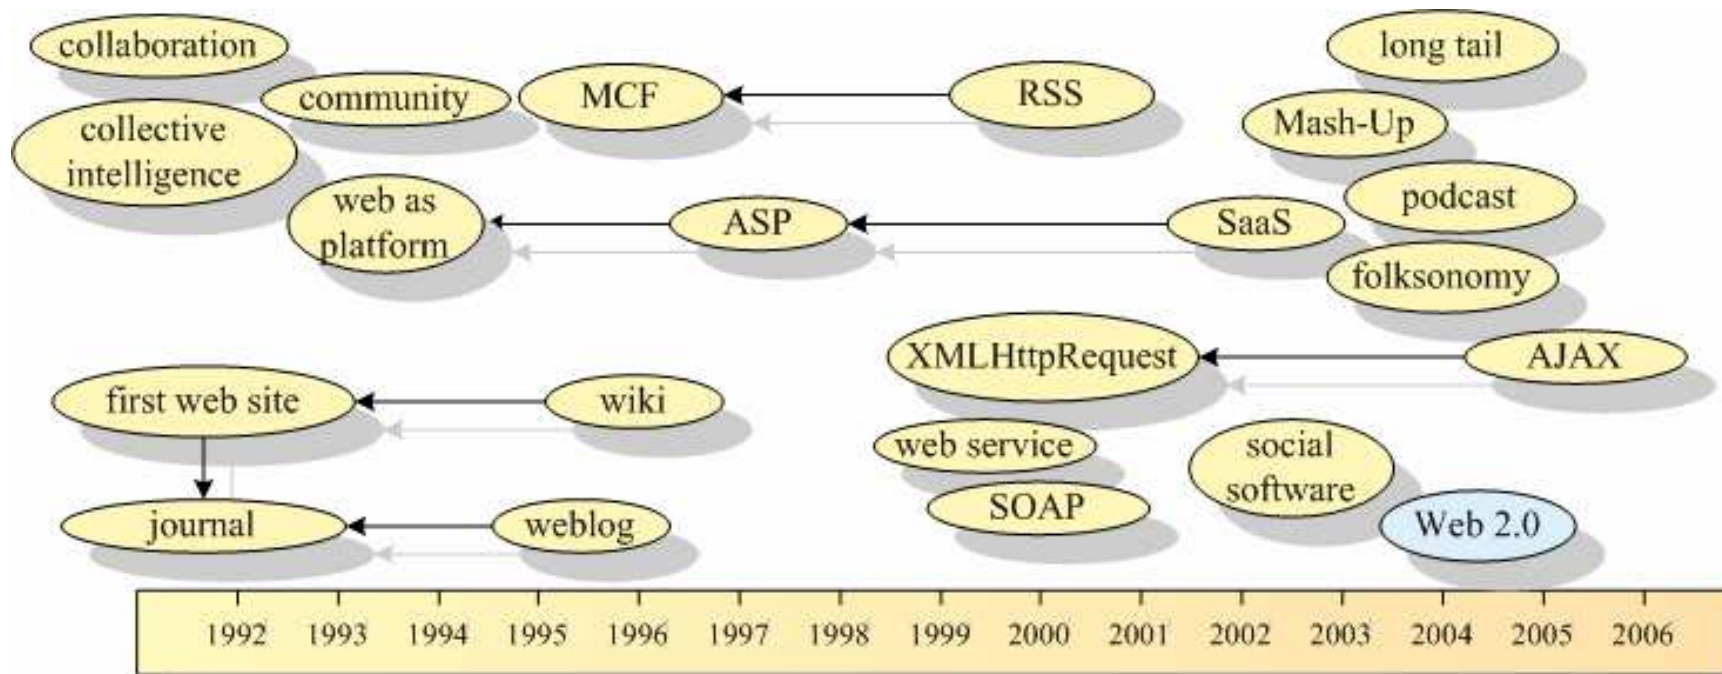 collaboration
collective
intelligence
community
MCF
RSS
long tail
Mash-Up
podcast
folksonomy
web as
platform
ASP
SaaS
XMLHttpRequest
AJAX
first web site
wiki
journal
weblog
web service
SOAP
social
software
Web 2.0
1992 1993 1994 1995 1996 1997 1998 1999 2000 2001 2002 2003 2004 2005 2006